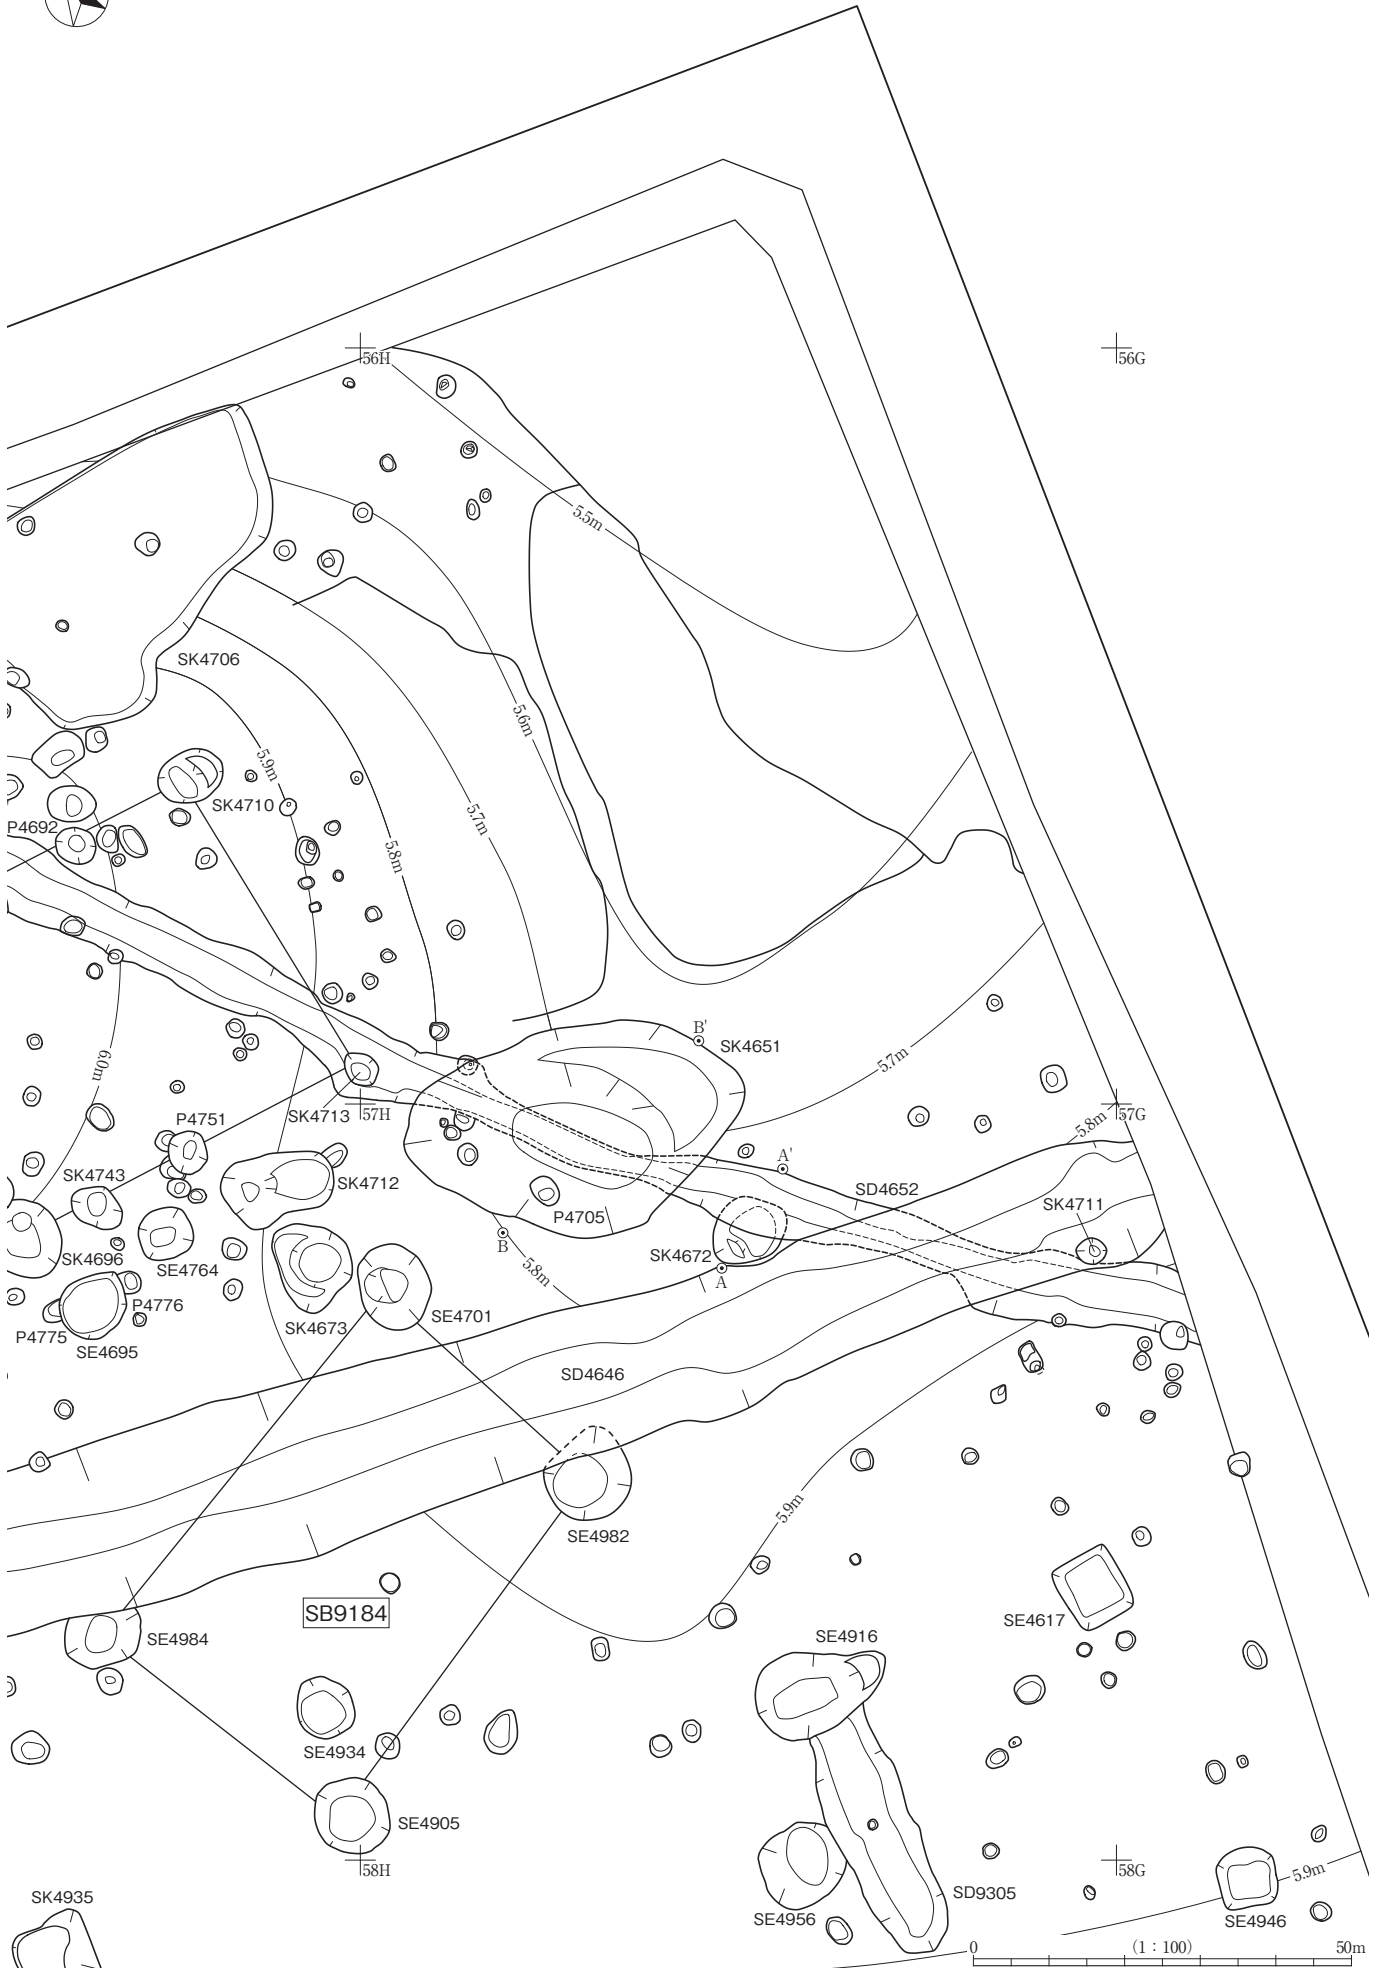 56H
56G
5.5m
SK4706
5.6m
5.9m
SK4710
5.7m
P4692
5.8m
B'
SK4651
6.0m
5.7m
SK4713
57H
57G
P4751
5.8m
A'
SK4743
SK4712
SD4652
SK4711
P4705
SK4672
B
A
SK4696
SE4764
5.8m
P4776
SE4701
P4775
SK4673
SE4695
SD4646
5.9m
SE4982
SB9184
SE4617
SE4984
SE4916
SE4934
SE4905
58H
58G
5.9m
SK4935
SD9305
SE4956
SE4946
0 (1：100) 50m